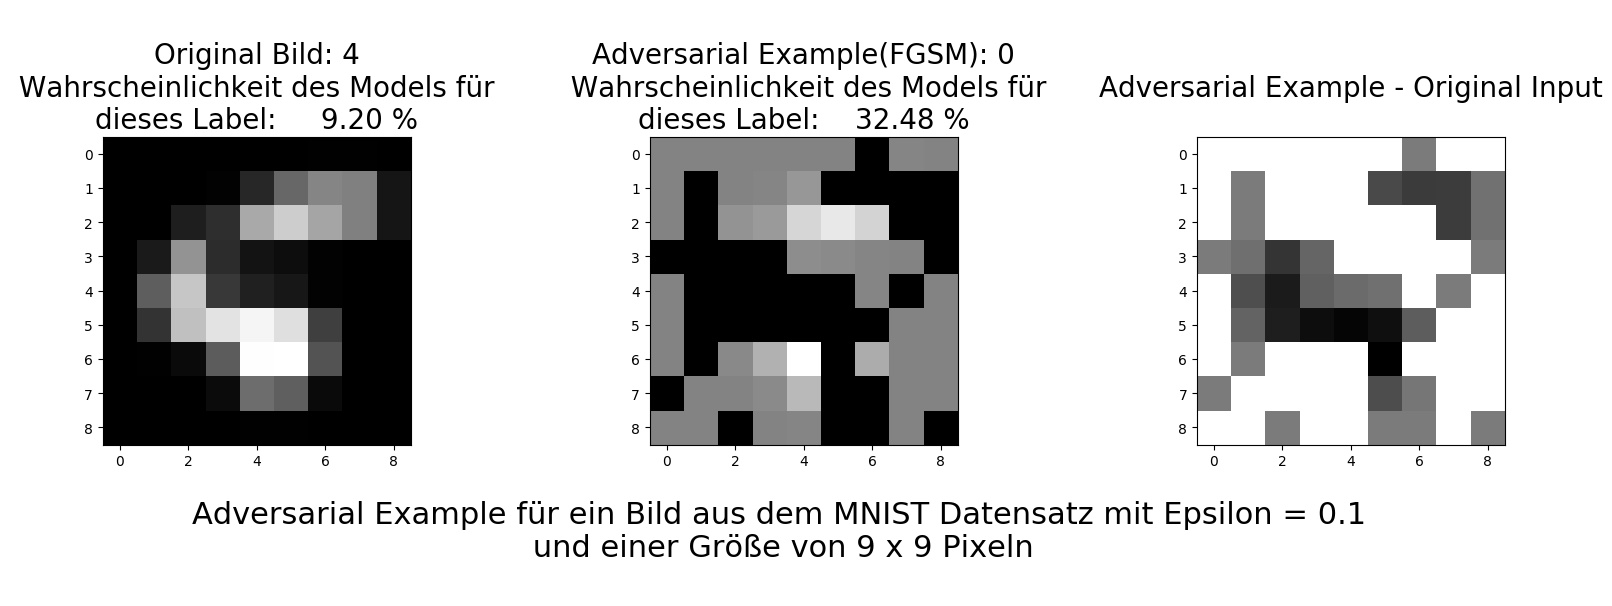 Original Bild: 4
Wahrscheinlichkeit des Models für
dieses Label: 9.20 %
Adversarial Example(FGSM): 0
Wahrscheinlichkeit des Models für
dieses Label: 32.48 %
Adversarial Example - Original Input
0
1
2
3
4
5
6
7
8
0 2 4 6 8
0
1
2
3
4
5
6
7
8
0 2 4 6 8
0
1
2
3
4
5
6
7
8
0 2 4 6 8
Adversarial Example für ein Bild aus dem MNIST Datensatz mit Epsilon = 0.1
und einer Größe von 9 x 9 Pixeln